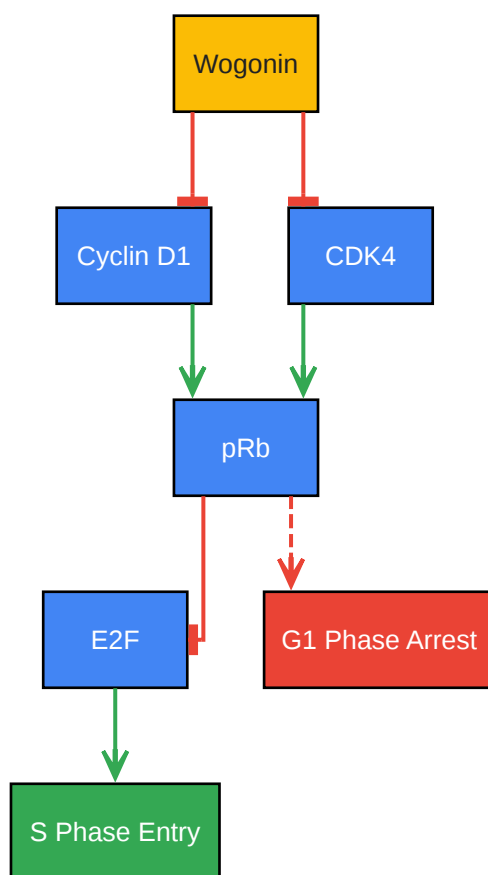 Wogonin
Cyclin D1
CDK4
pRb
E2F
G1 Phase Arrest
S Phase Entry